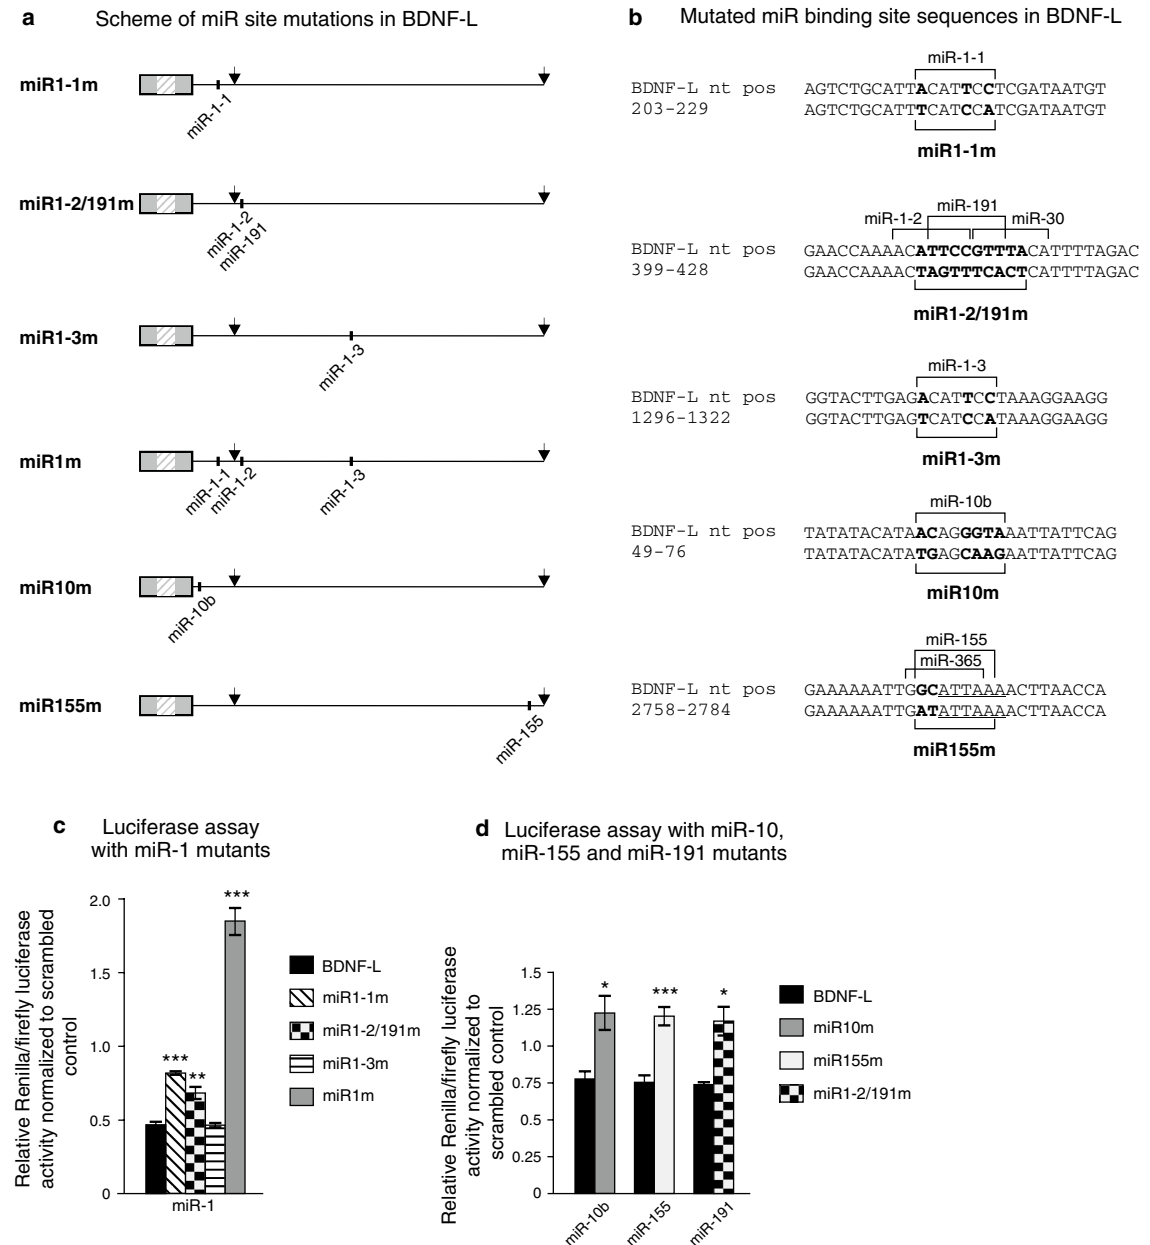 a Scheme of miR site mutations in BDNF-L
miR1-1m
miR-1-1
miR1-2/191m
miR-1-2
miR-191
miR1-3m
miR-1-3
miR1m
miR-1-1
miR-1-2
miR-1-3
miR10m
miR-10b
miR155m
miR-155
b Mutated miR binding site sequences in BDNF-L
miR-1-1
BDNF-L nt pos AGTCTGCATTACATTCCTCGATAATGT
203-229 AGTCTGCATTTCATCCATCGATAATGT
miR1-1m
miR-191
miR-1-2 miR-30
BDNF-L nt pos GAACCAAAACATTCCGTTTACATTTTAGAC
399-428 GAACCAAAACTAGTTTCACTCATTTTAGAC
miR1-2/191m
miR-1-3
BDNF-L nt pos GGTACTTGAGACATTCCTAAAGGAAGG
1296-1322 GGTACTTGAGTCATCCATAAAGGAAGG
miR1-3m
miR-10b
BDNF-L nt pos TATATACATAACAGGGTAAATTATTCAG
49-76 TATATACATATGAGCAAGAATTATTCAG
miR10m
miR-155
miR-365
BDNF-L nt pos GAAAAAATTGGCATTAAAACTTAACCA
2758-2784 GAAAAAATTGATATTAAAACTTAACCA
miR155m
c Luciferase assay
with miR-1 mutants
Relative Renilla/firefly luciferase
activity normalized to scrambled
control
2.0
1.5
1.0
0.5
0
***
**
***
miR-1
BDNF-L
miR1-1m
miR1-2/191m
miR1-3m
miR1m
d Luciferase assay with miR-10,
miR-155 and miR-191 mutants
Relative Renilla/firefly luciferase
activity normalized to
scrambled control
1.5
1.25
1.0
0.75
0.5
0.25
0
*
***
*
miR-10b
miR-155
miR-191
BDNF-L
miR10m
miR155m
miR1-2/191m